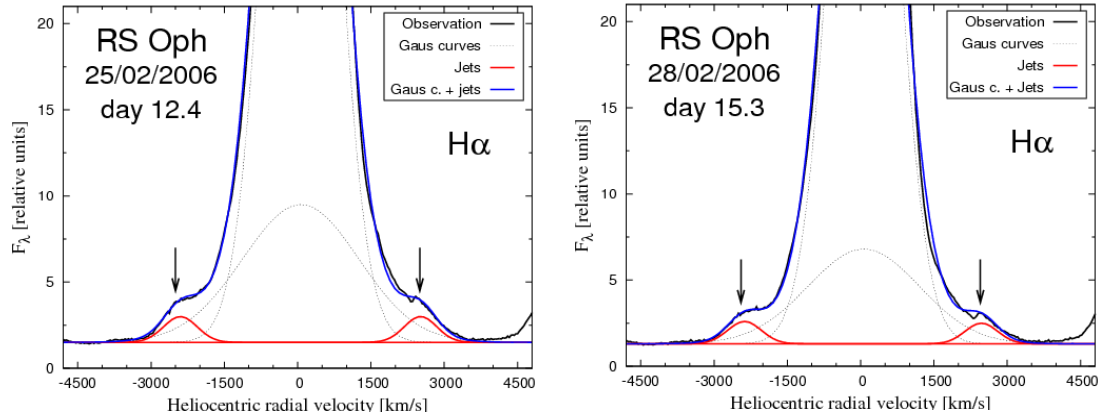 RS Oph
25/02/2006
day 12.4
Observation
Gaus curves
Jets
Gaus c. + jets
Hα
20
15
10
5
0
F_λ [relative units]
-4500 -3000 -1500 0 1500 3000 4500
Heliocentric radial velocity [km/s]
RS Oph
28/02/2006
day 15.3
Observation
Gaus curves
Jets
Gaus c. + Jets
Hα
20
15
10
5
0
F_λ [relative units]
-4500 -3000 -1500 0 1500 3000 4500
Heliocentric radial velocity [km/s]